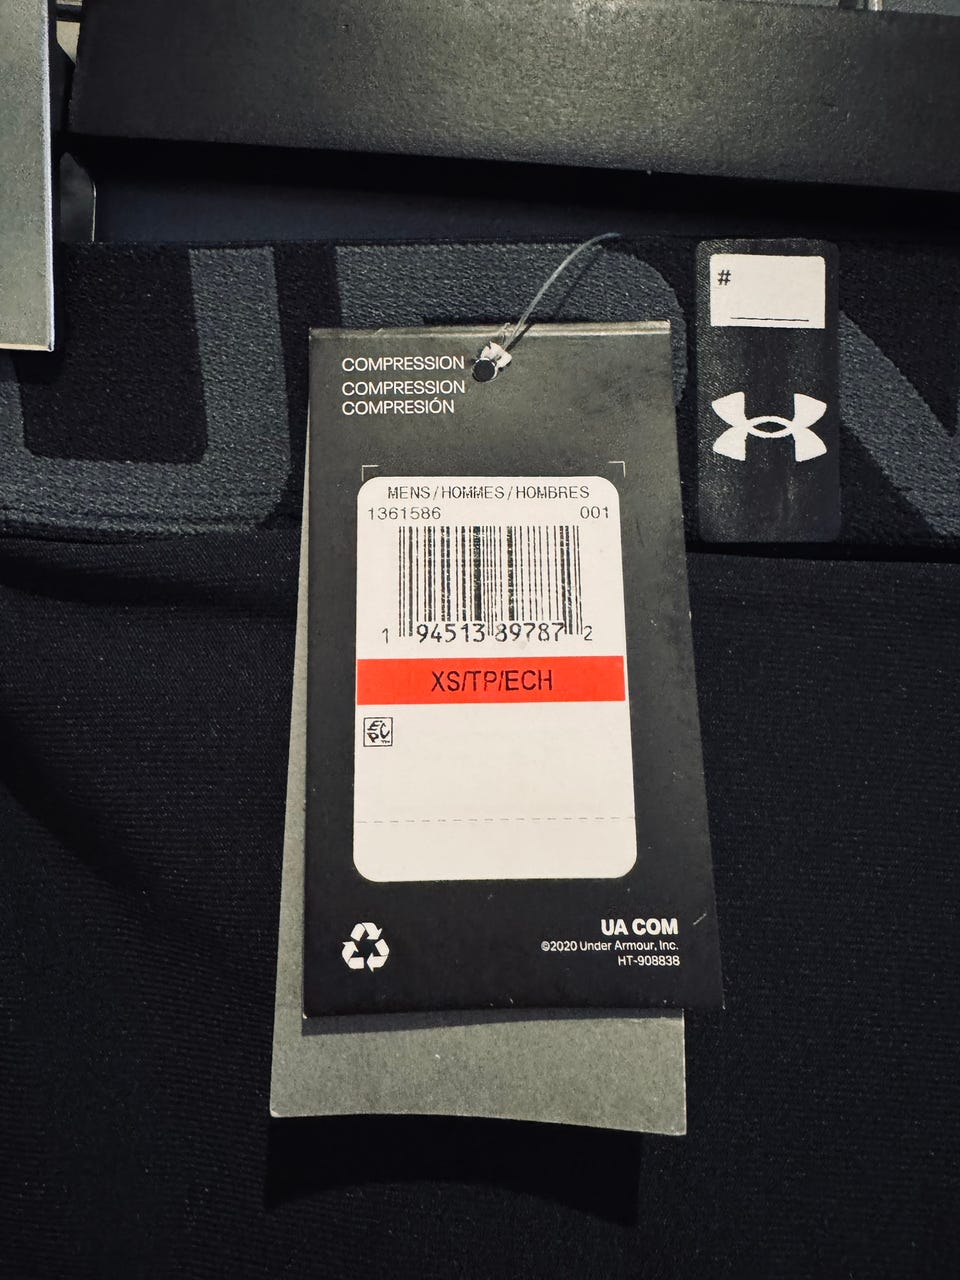 #
COMPRESSION
COMPRESSION
COMPRESIÓN
MENS/HOMMES/HOMBRES
1361586 001
1 94513 89787 2
XS/TP/ECH
EPC
UA COM
©2020 Under Armour, Inc.
HT-908838